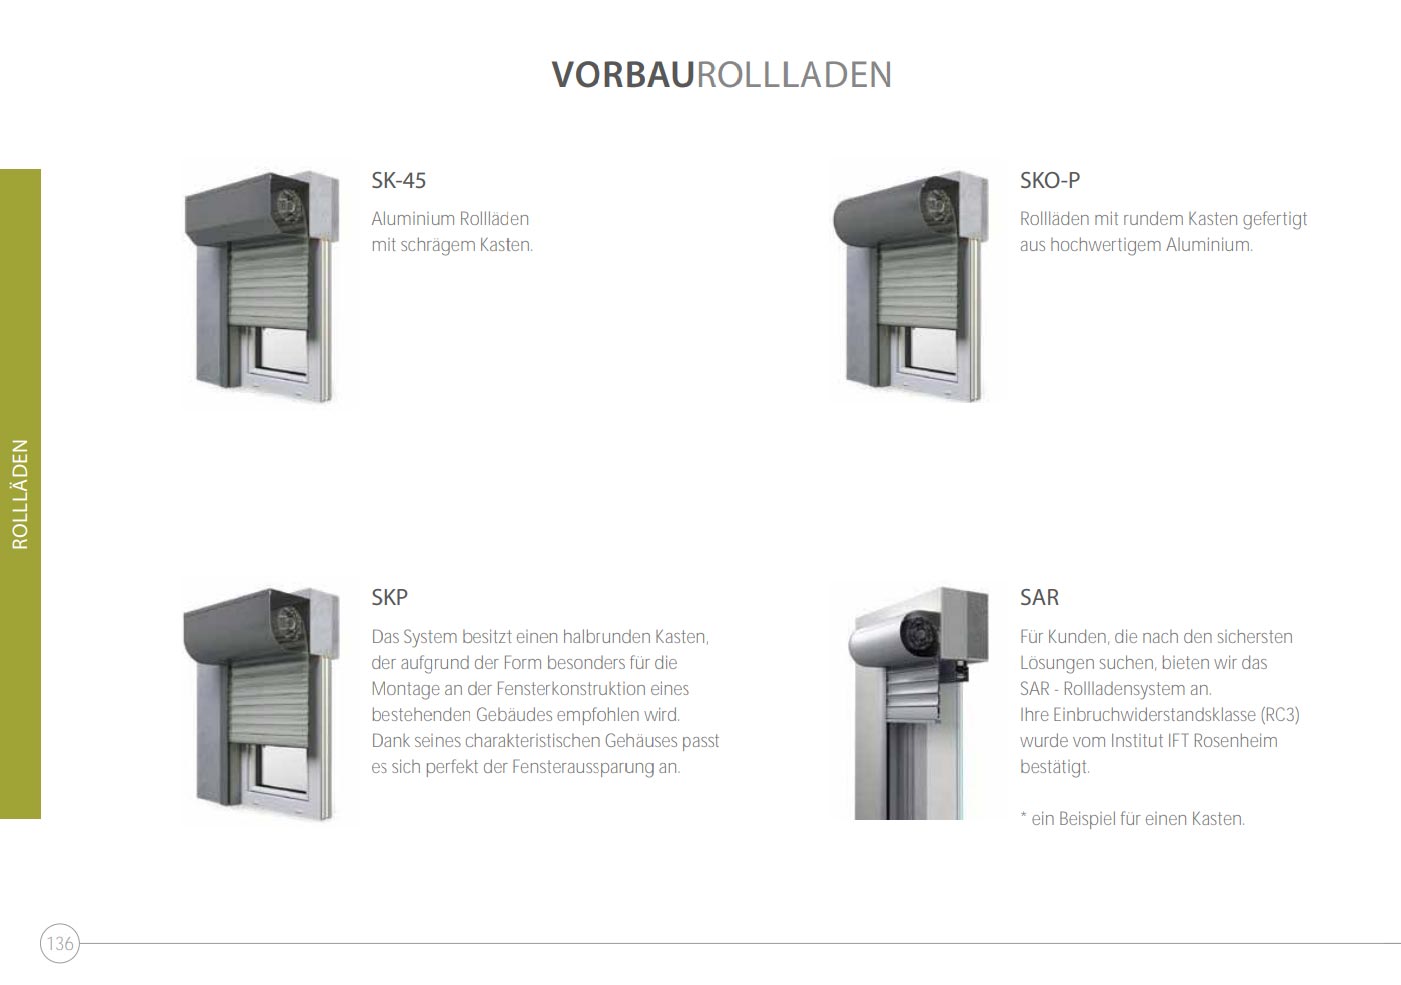 VORBAUROLLLADEN
SK-45
Aluminium Rollläden
mit schrägem Kasten.
SKO-P
Rollläden mit rundem Kasten gefertigt
aus hochwertigem Aluminium.
ROLLLÄDEN
SKP
Das System besitzt einen halbrunden Kasten,
der aufgrund der Form besonders für die
Montage an der Fensterkonstruktion eines
bestehenden Gebäudes empfohlen wird.
Dank seines charakteristischen Gehäuses passt
es sich perfekt der Fensteraussparung an.
SAR
Für Kunden, die nach den sichersten
Lösungen suchen, bieten wir das
SAR - Rollladensystem an.
Ihre Einbruchwiderstandsklasse (RC3)
wurde vom Institut IFT Rosenheim
bestätigt.
* ein Beispiel für einen Kasten.
136